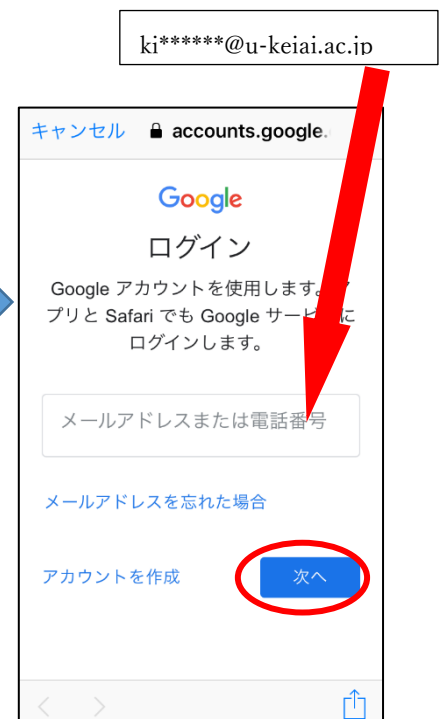 ki******@u-keiai.ac.jp
キャンセル accounts.google.
Google
ログイン
Google アカウントを使用します。
プリと Safari でも Google サー に
ログインします。
メールアドレスまたは電話番号
メールアドレスを忘れた場合
アカウントを作成 次へ